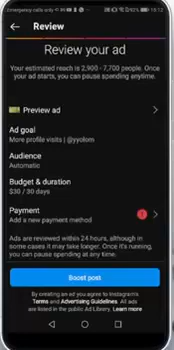 Emergency calls only
19:12
Review
Review your ad
Your estimated reach is 2,900 - 7,700 people. Once
your ad starts, you can pause spending anytime.
Preview ad
Ad goal
More profile visits | @yyolom
Audience
Automatic
Budget & duration
$30 / 30 days
Payment
Add a new payment method
Ads are reviewed within 24 hours, although in
some cases it may take longer. Once it's running,
you can pause spending at any time.
Boost post
By creating an ad you agree to Instagram's
Terms and Advertising Guidelines. All ads
are listed in the public Ad Library. Learn more